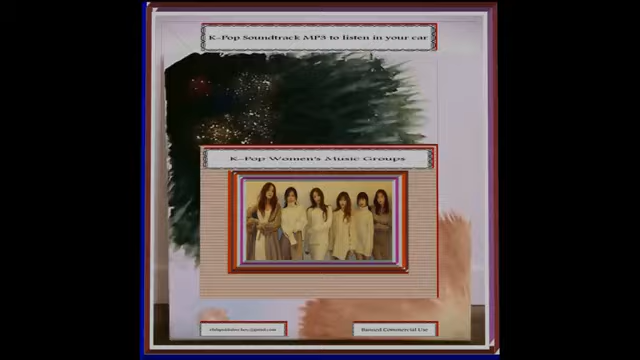 K-Pop Soundtrack MP3 to listen in your car
K-Pop Women's Music Groups
Banned Commercial Use